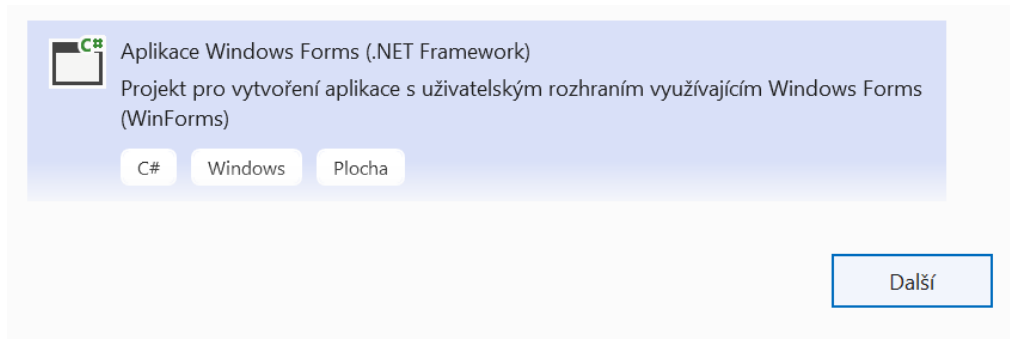 C#
Aplikace Windows Forms (.NET Framework)
Projekt pro vytvoření aplikace s uživatelským rozhraním využívajícím Windows Forms
(WinForms)
C# Windows Plocha
Další